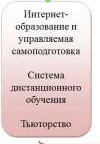 Интернет-
образование и
управляемая
самоподготовка
Система
дистанционного
обучения
Тьюторство